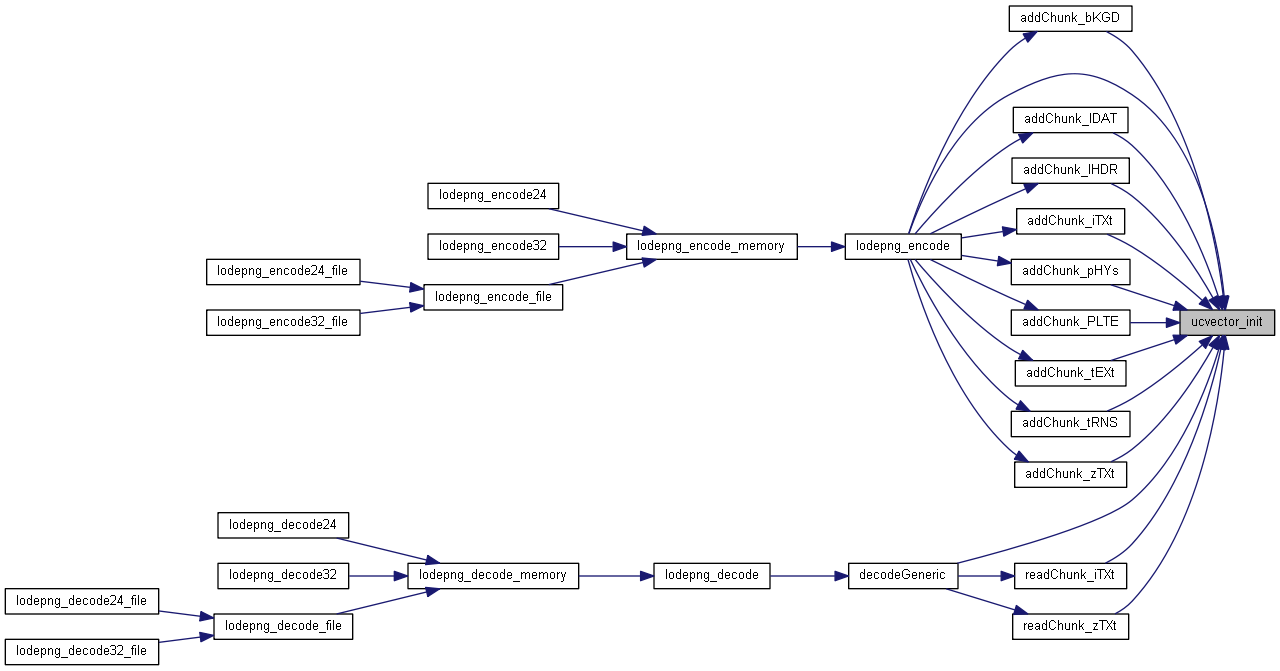 addChunk_bKGD
addChunk_IDAT
addChunk_IHDR
lodepng_encode24
addChunk_iTXt
lodepng_encode32
lodepng_encode_memory
lodepng_encode
lodepng_encode24_file
addChunk_pHYs
lodepng_encode_file
lodepng_encode32_file
addChunk_PLTE
ucvector_init
addChunk_tEXt
addChunk_tRNS
addChunk_zTXt
lodepng_decode24
lodepng_decode32
lodepng_decode_memory
lodepng_decode
decodeGeneric
readChunk_iTXt
lodepng_decode24_file
lodepng_decode_file
readChunk_zTXt
lodepng_decode32_file